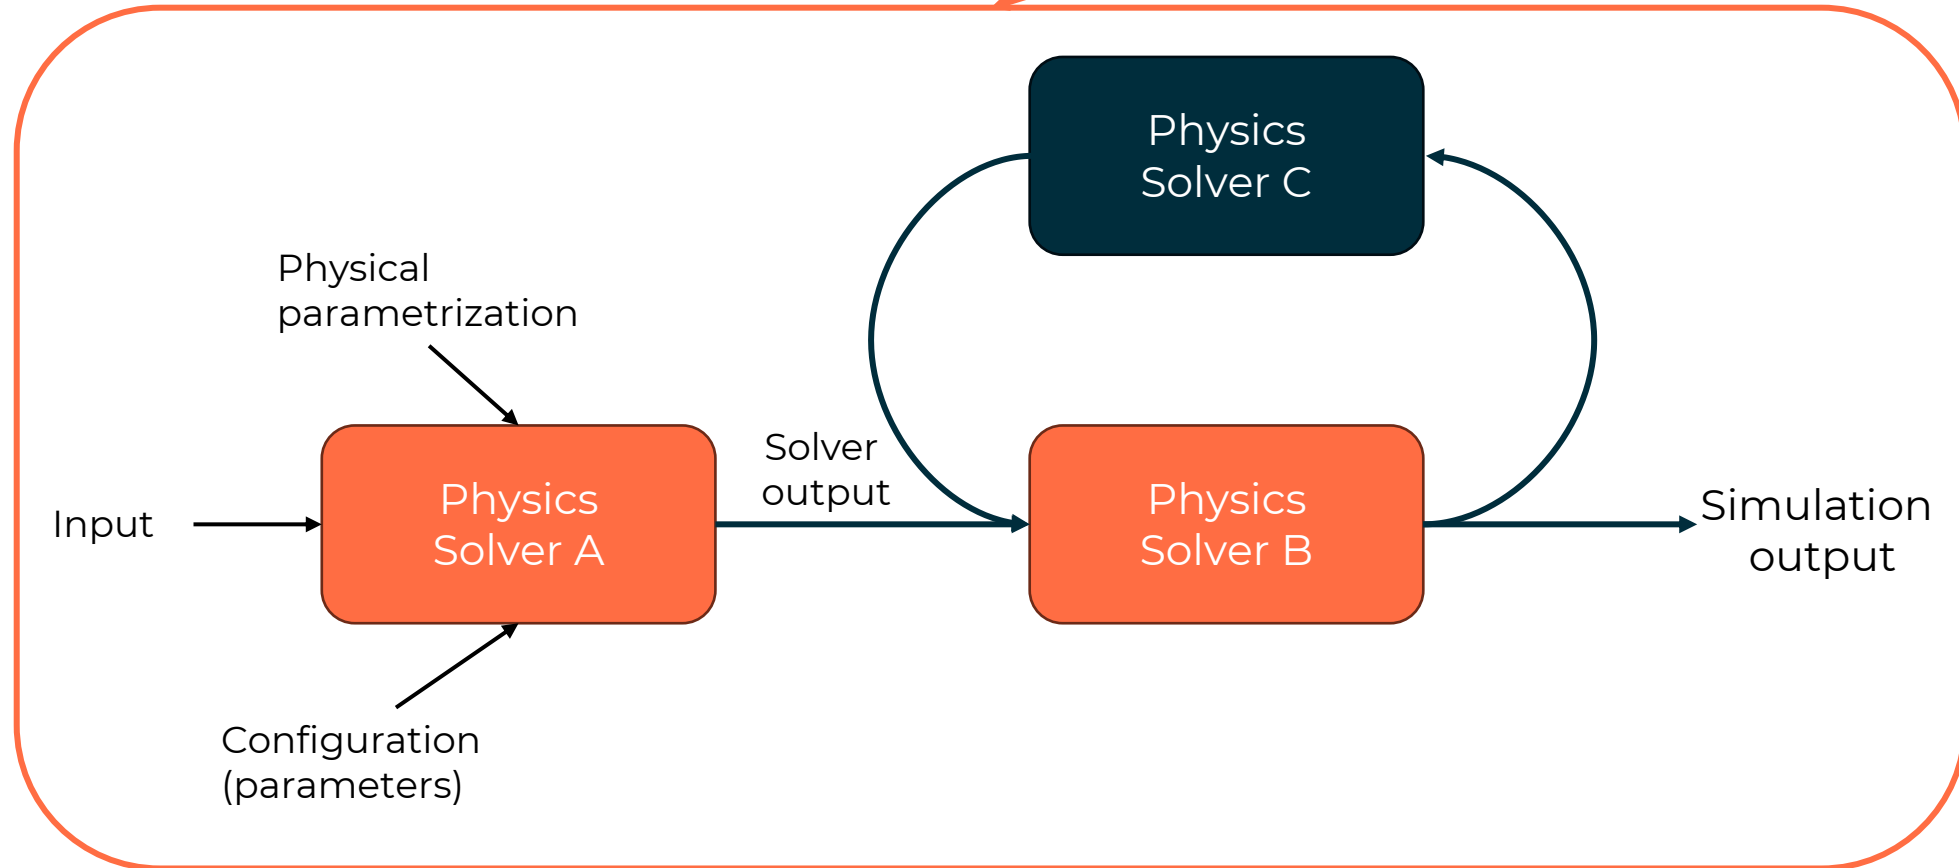 Physics
Solver C
Physical
parametrization
Solver
output
Input
Physics
Solver A
Physics
Solver B
Simulation
output
Configuration
(parameters)